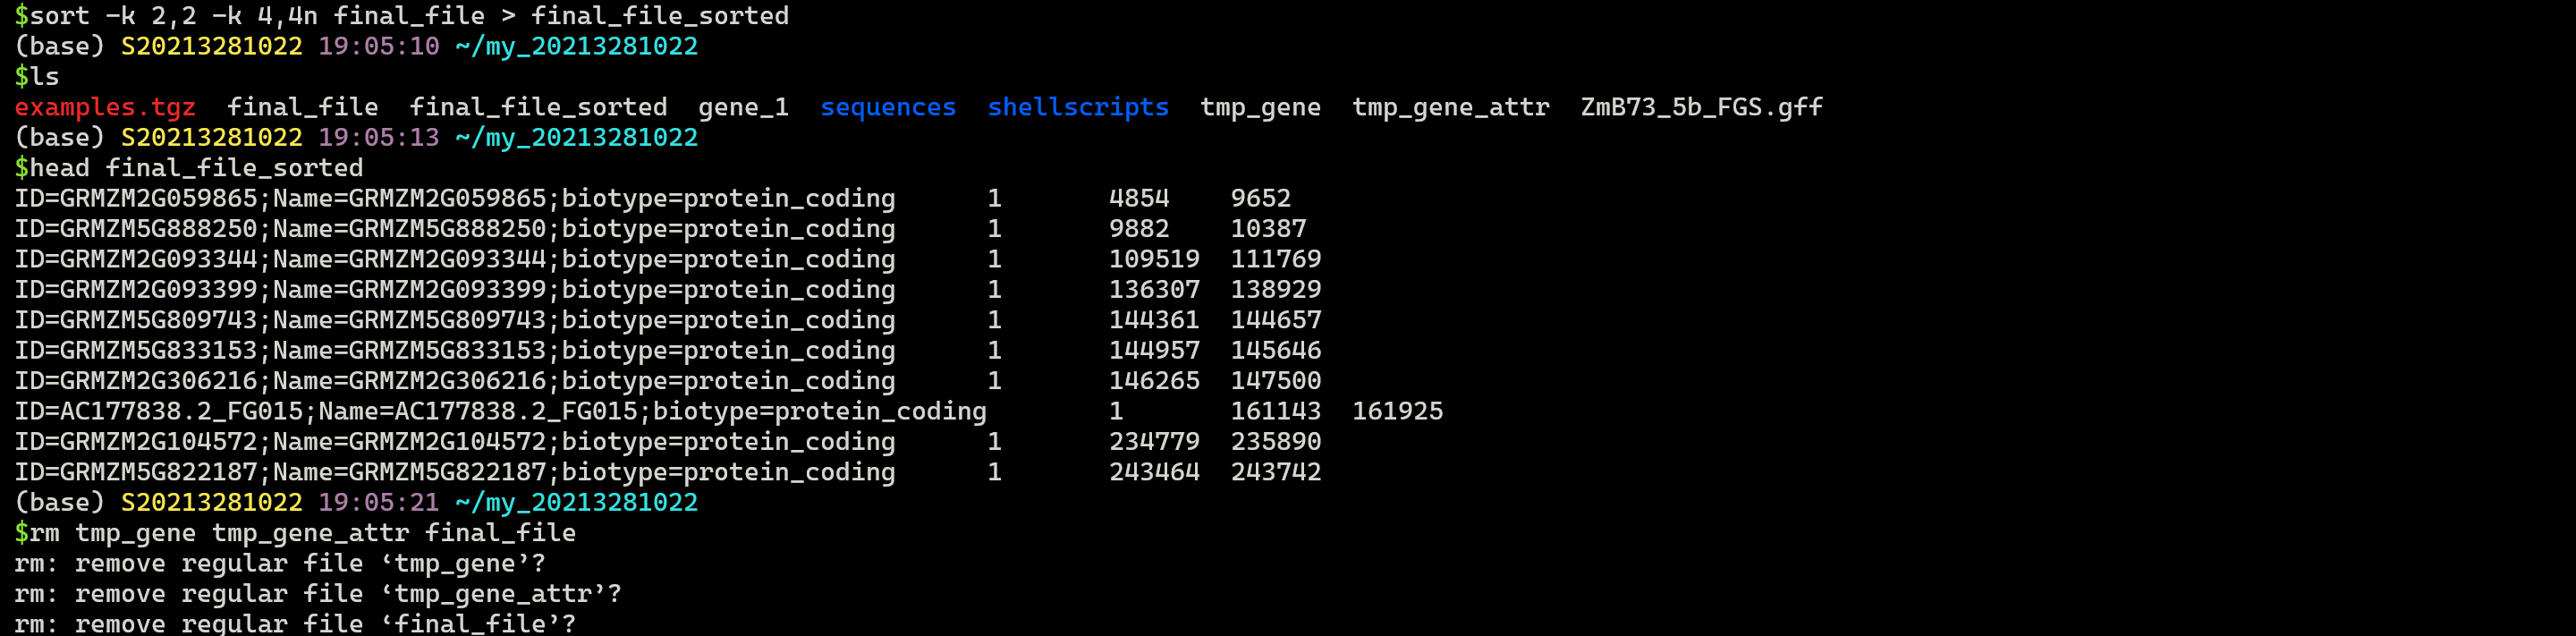 $sort -k 2,2 -k 4,4n final_file > final_file_sorted
(base) S20213281022 19:05:10 ~/my_20213281022
$ls
examples.tgz  final_file  final_file_sorted  gene_1  sequences  shellscripts  tmp_gene  tmp_gene_attr  ZmB73_5b_FGS.gff
(base) S20213281022 19:05:13 ~/my_20213281022
$head final_file_sorted
ID=GRMZM2G059865;Name=GRMZM2G059865;biotype=protein_coding      1       4854    9652
ID=GRMZM5G888250;Name=GRMZM5G888250;biotype=protein_coding      1       9882    10387
ID=GRMZM2G093344;Name=GRMZM2G093344;biotype=protein_coding      1       109519  111769
ID=GRMZM2G093399;Name=GRMZM2G093399;biotype=protein_coding      1       136307  138929
ID=GRMZM5G809743;Name=GRMZM5G809743;biotype=protein_coding      1       144361  144657
ID=GRMZM5G833153;Name=GRMZM5G833153;biotype=protein_coding      1       144957  145646
ID=GRMZM2G306216;Name=GRMZM2G306216;biotype=protein_coding      1       146265  147500
ID=AC177838.2_FG015;Name=AC177838.2_FG015;biotype=protein_coding        1       161143  161925
ID=GRMZM2G104572;Name=GRMZM2G104572;biotype=protein_coding      1       234779  235890
ID=GRMZM5G822187;Name=GRMZM5G822187;biotype=protein_coding      1       243464  243742
(base) S20213281022 19:05:21 ~/my_20213281022
$rm tmp_gene tmp_gene_attr final_file
rm: remove regular file ‘tmp_gene’?
rm: remove regular file ‘tmp_gene_attr’?
rm: remove regular file ‘final_file’?